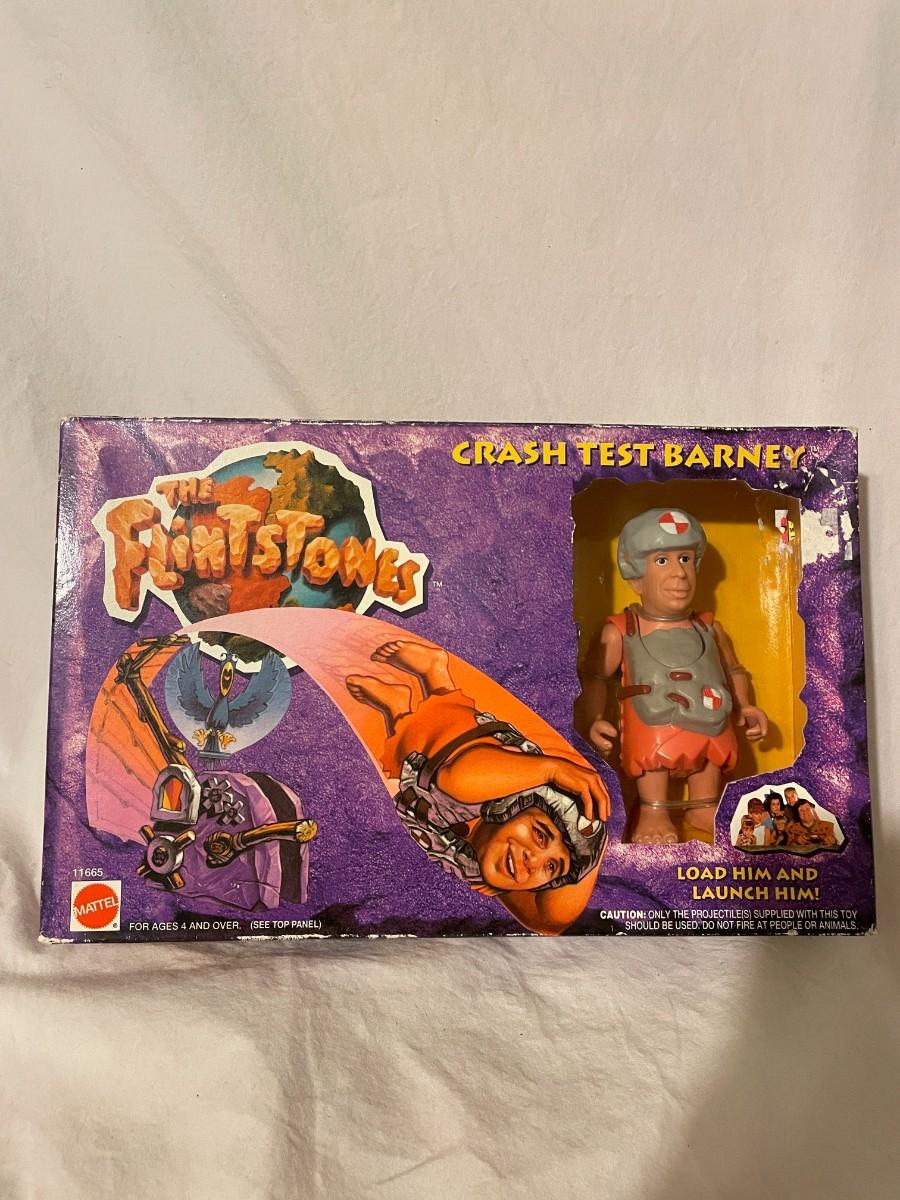 THE
FLINTSTONES™
CRASH TEST BARNEY
LOAD HIM AND
LAUNCH HIM!
11665
MATTEL
®
FOR AGES 4 AND OVER. (SEE TOP PANEL)
CAUTION: ONLY THE PROJECTILE(S) SUPPLIED WITH THIS TOY
SHOULD BE USED. DO NOT FIRE AT PEOPLE OR ANIMALS.